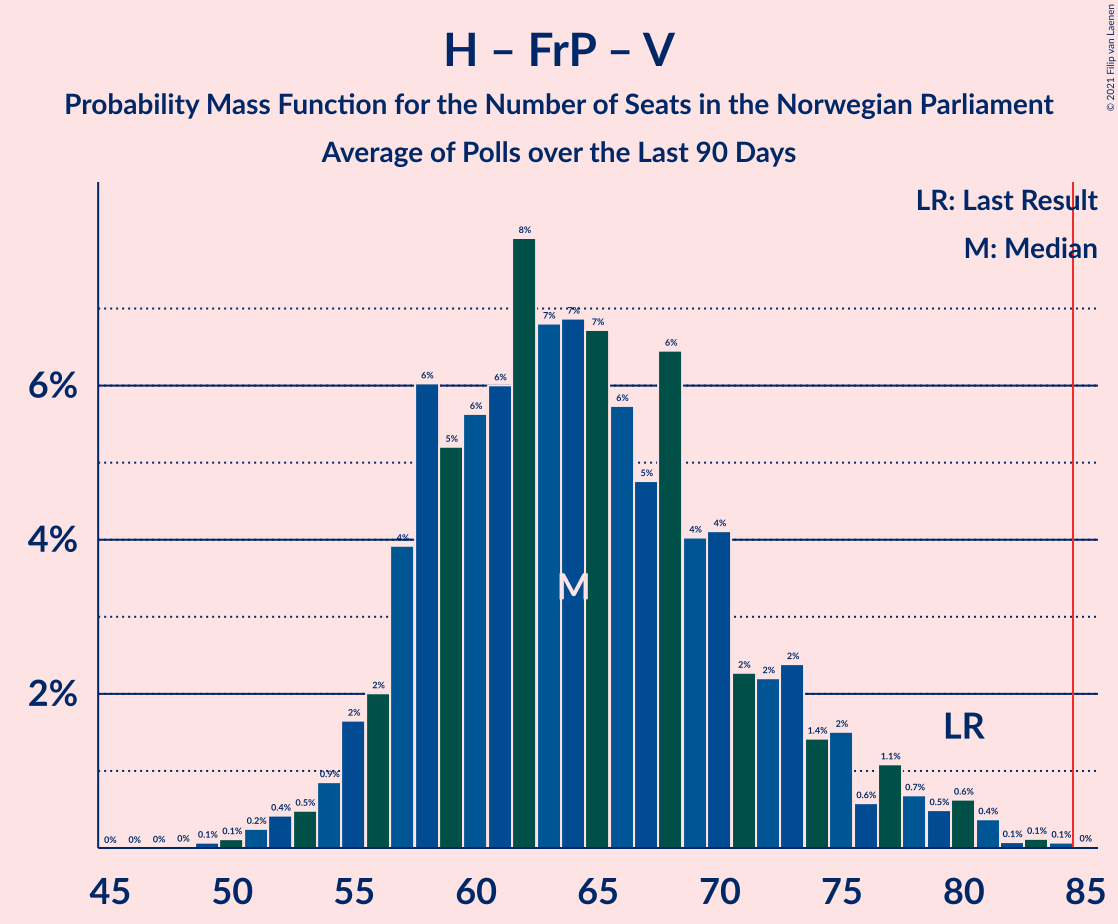 H – FrP – V
Probability Mass Function for the Number of Seats in the Norwegian Parliament
Average of Polls over the Last 90 Days
© 2021 Filip van Laenen
LR: Last Result
M: Median
6%
4%
2%
0% 0% 0% 0% 0.1% 0.1% 0.2% 0.4% 0.5% 0.9% 2% 2% 4% 6% 5% 6% 6% 8% 7% 7% 7% 6% 5% 6% 4% 4% 2% 2% 2% 1.4% 2% 0.6% 1.1% 0.7% 0.5% 0.6% 0.4% 0.1% 0.1% 0.1% 0%
M
LR
45 50 55 60 65 70 75 80 85